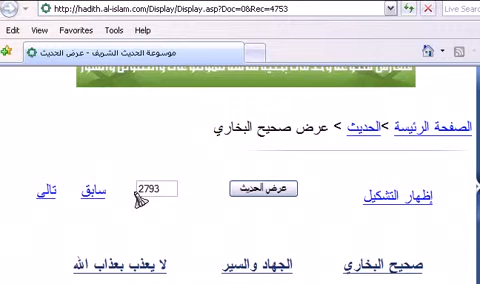 http://hadith.al-islam.com/Display/Display.asp?Doc=0&Rec=4753
Live Sear
Edit View Favorites Tools Help
موسوعة الحديث الشريف - عرض الحديث
الصفحة الرئيسة > الحديث > عرض صحيح البخاري
إظهار التشكيل عرض الحديث 2793 سابق تالى
صحيح البخاري الجهاد والسير لا يعذب بعذاب الله